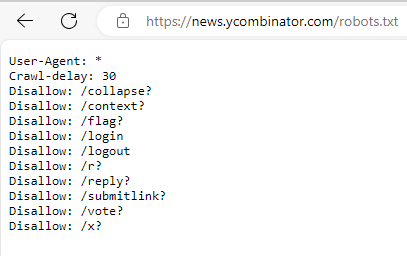 https://news.ycombinator.com/robots.txt
User-Agent: *
Crawl-delay: 30
Disallow: /collapse?
Disallow: /context?
Disallow: /flag?
Disallow: /login
Disallow: /logout
Disallow: /r?
Disallow: /reply?
Disallow: /submitlink?
Disallow: /vote?
Disallow: /x?